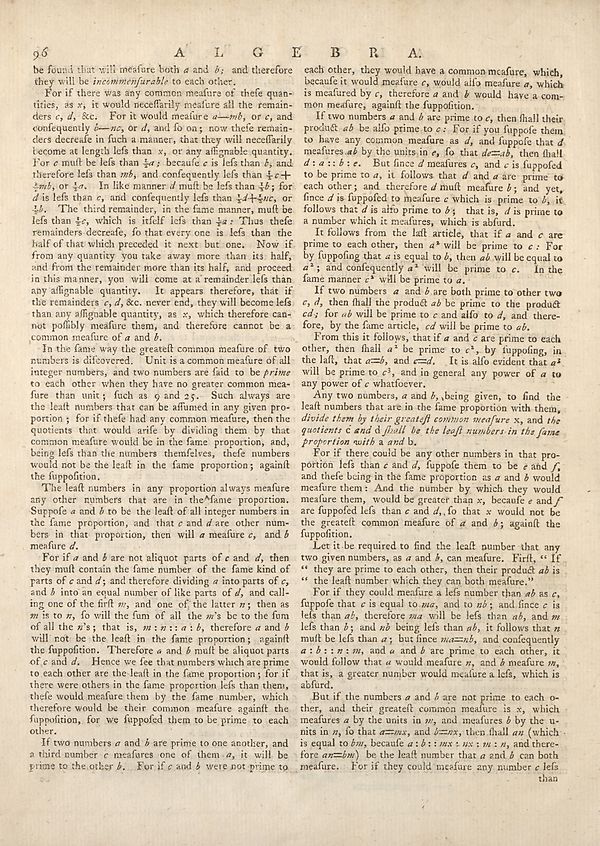 96 A L G E B R A.
be found that will meaſure both a and b; and therefore
they will be incommenſurable to each other.
For if there was any common meaſure of theſe quan-
tities, as x, it would neceſſarily meaſure all the remain-
ders c, d, &c. For it would meaſure a—mb, or c, and
conſequently b—nc, or d, and ſo on; now theſe remain-
ders decreaſe in ſuch a manner, that they will neceſſarily
become at length leſs than x, or any aſſignable quantity.
For c muſt be leſs than ½a; becauſe c is leſs than b, and
therefore leſs than mb, and conſequently leſs than ½c+
½mb, or ½a. In like manner d muſt be leſs than ½b; for
d is leſs than c, and conſequently leſs than ½d+½nc, or
½b. The third remainder, in the ſame manner, muſt be
leſs than ½c, which is itſelf leſs than ½a: Thus theſe
remainders decreaſe, ſo that every one is leſs than the
half of that which preceded it next but one. Now if
from any quantity you take away more than its half,
and from the remainder more than its half, and proceed
in this manner, you will come at a remainder leſs than
any aſſignable quantity. It appears therefore, that if
the remainders c, d, &c. never end, they will become leſs
than any aſſignable quantity, as x, which therefore can-
not poſſibly meaſure them, and therefore cannot be a
common meaſure of a and b.
In the ſame way the greateſt common meaſure of two
numbers is diſcovered. Unit is a common meaſure of all
integer numbers, and two numbers are ſaid to be prime
to each other when they have no greater common mea-
ſure than unit; ſuch as 9 and 25. Such always are
the leaſt numbers that can be aſſumed in any given pro-
portion; for if theſe had any common meaſure, then the
quotients that would ariſe by dividing them by that
common meaſure would be in the ſame proportion, and,
being leſs than the numbers themſelves, theſe numbers
would not be the leaſt in the ſame proportion; againſt
the ſuppoſition.
The leaſt numbers in any proportion always meaſure
any other numbers that are in the ſame proportion.
Suppoſe a and b to be the leaſt of all integer numbers in
the ſame proportion, and that c and d are other num-
bers in that proportion, then will a meaſure c, and b
meaſure d.
For if a and b are not aliquot parts of c and d, then
they muſt contain the ſame number of the ſame kind of
parts of c and d; and therefore dividing a into parts of c,
and b into an equal number of like parts of d, and call-
ing one of the firſt m, and one of the latter n; then as
m is to n, ſo will the ſum of all the m's be to the ſum
of all the n's; that is, m : n : : a : b, therefore a and b
will not be the leaſt in the ſame proportion; againſt
the ſuppoſition. Therefore a and b muſt be aliquot parts
of c and d. Hence we ſee that numbers which are prime
to each other are the leaſt in the ſame proportion; for if
there were others in the ſame proportion leſs than them,
theſe would meaſure them by the ſame number, which
therefore would be their common meaſure againſt the
ſuppoſition, for we ſuppoſed them to be prime to each
other.
If two numbers a and b are prime to one another, and
a third number c meaſures one of them a, it will be
prime to the other b. For if c and b were not prime to
each other, they would have a common meaſure, which,
becauſe it would meaſure c, would alſo meaſure a, which
is meaſured by c, therefore a and b would have a com-
mon meaſure, againſt the ſuppoſition.
If two numbers a and b are prime to c, then ſhall their
product ab be alſo prime to c: For if you ſuppoſe them
to have any common meaſure as d, and ſuppoſe that d
meaſures ab by the units in e, ſo that de=ab, then ſhall
d : a : : b : e. But ſince d meaſures c, and c is ſuppoſed
to be prime to a, it follows that d and a are prime to
each other; and therefore d muſt meaſure b; and yet,
ſince d is ſuppoſed to meaſure c which is prime to b, it
follows that d is alſo prime to b; that is, d is prime to
a number which it meaſures, which is abſurd.
It follows from the laſt article, that if a and c are
prime to each other, then a² will be prime to c: For
by ſuppoſing that a is equal to b, then ab will be equal to
a²; and conſequently a² will be prime to c. In the
ſame manner c² will be prime to a.
If two numbers a and b are both prime to other two
c, d, then ſhall the product ab be prime to the product
cd; for ab will be prime to c and alſo to d, and there-
fore, by the ſame article, cd will be prime to ab.
From this it follows, that if a and c are prime to each
other, then ſhall a² be prime to c², by ſuppoſing, in
the laſt, that a=b, and c=d. It is alſo evident that a³
will be prime to c³, and in general any power of a to
any power of c whatſoever.
Any two numbers, a and b, being given, to find the
leaſt numbers that are in the ſame proportion with them,
divide them by their greateſt common meaſure x, and the
quotients c and d ſhall be the leaſt numbers in the ſame
proportion with a and b.
For if there could be any other numbers in that pro-
portion leſs than c and d, ſuppoſe them to be e and f,
and theſe being in the ſame proportion as a and b would
meaſure them: And the number by which they would
meaſure them, would be greater than x, becauſe e and f
are ſuppoſed leſs than c and d, ſo that x would not be
the greateſt common meaſure of a and b; againſt the
ſuppoſition.
Let it be required to find the leaſt number that any
two given numbers, as a and b, can meaſure. Firſt, " If
" they are prime to each other, then their product ab is
" the leaſt number which they can both meaſure."
For if they could meaſure a leſs number than ab as c,
ſuppoſe that c is equal to ma, and to nb; and ſince c is
leſs than ab, therefore ma will be leſs than ab, and m
leſs than b; and nb being leſs than ab, it follows that n
muſt be leſs than a; but ſince ma=nb, and conſequently
a : b : : n : m, and a and b are prime to each other, it
would follow that a would meaſure n, and b meaſure m,
that is, a greater number would meaſure a leſs, which is
abſurd.
But if the numbers a and b are not prime to each o-
ther, and their greateſt common meaſure is x, which
meaſures a by the units in m, and meaſures b by the u-
nits in n, ſo that a=mx, and b=nx, then ſhall an (which
is equal to bm, becauſe a : b : : mx : nx : m : n, and there-
fore an=bm) be the leaſt number that a and b can both
meaſure. For if they could meaſure any number c leſs
than